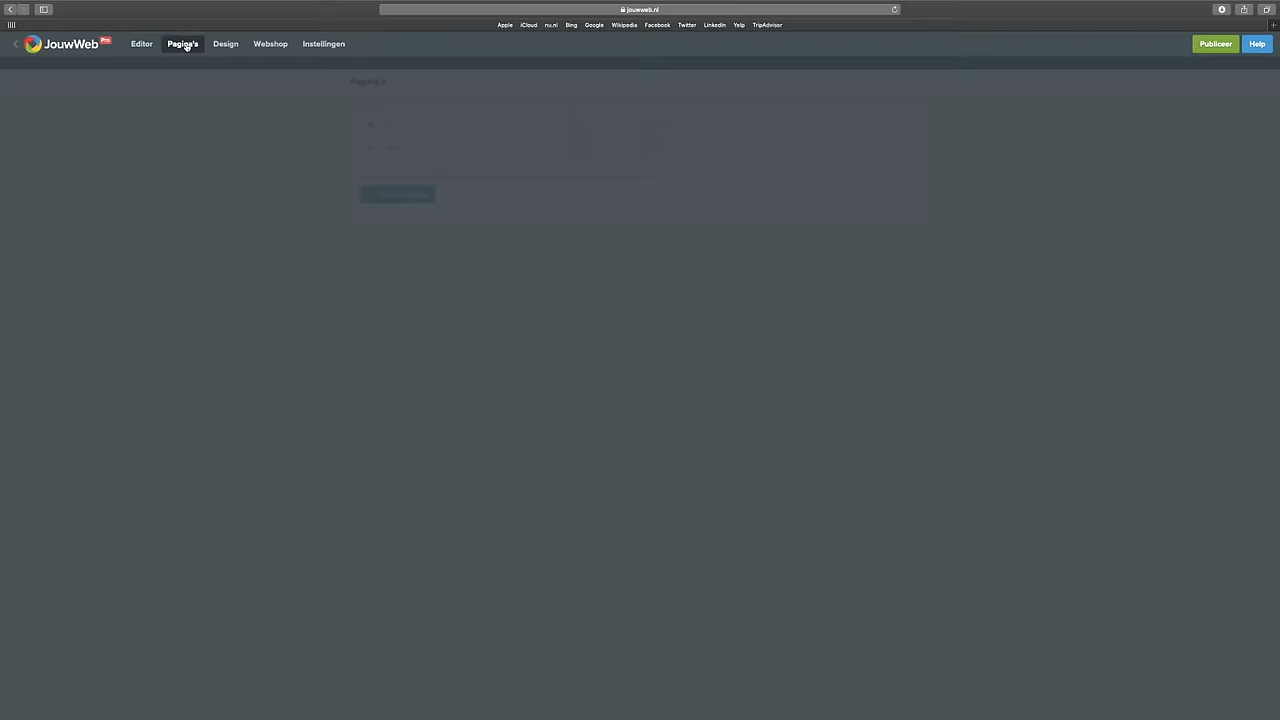 jouwweb.nl
Apple iCloud nu.nl Bing Google Wikipedia Facebook Twitter LinkedIn Yelp TripAdvisor
JouwWeb Pro Editor Pagina's Design Webshop Instellingen Publiceer Help
Pagina's